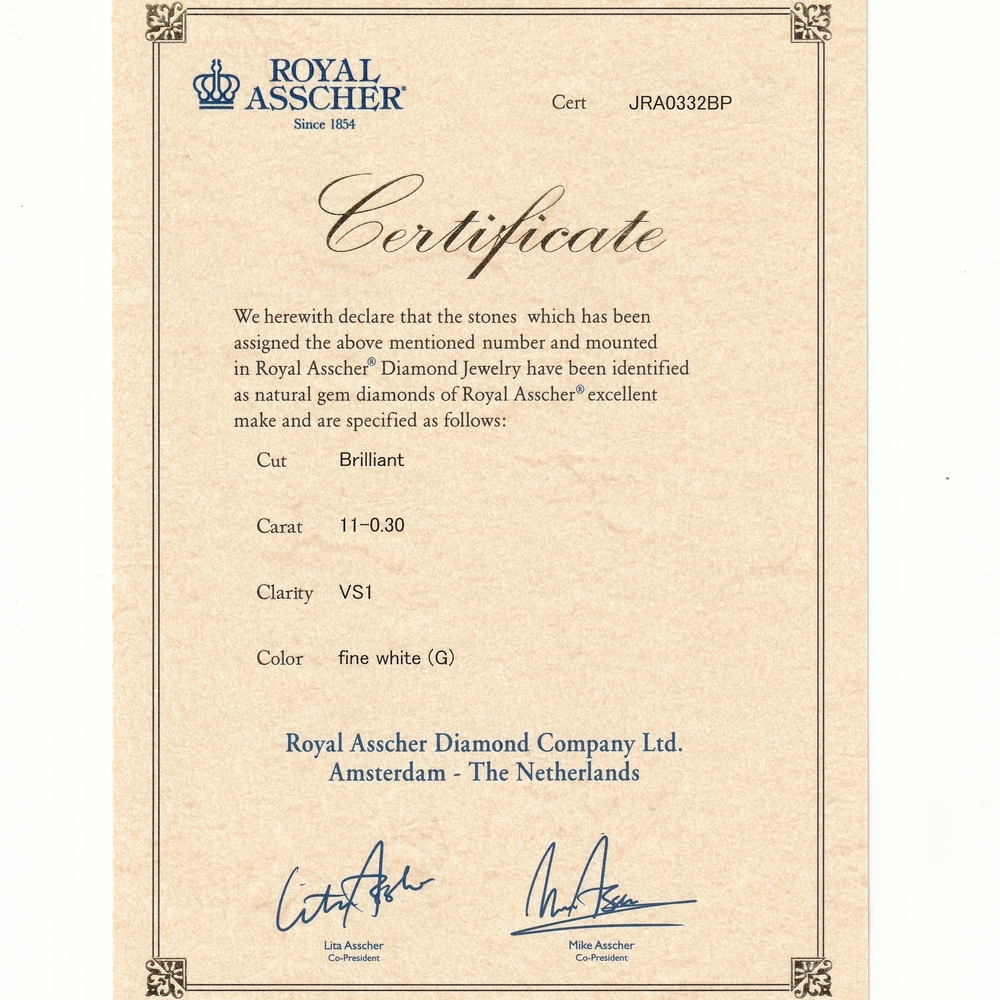 ROYAL
ASSCHER®
Since 1854
Cert JRA0332BP
Certificate
We herewith declare that the stones which has been
assigned the above mentioned number and mounted
in Royal Asscher® Diamond Jewelry have been identified
as natural gem diamonds of Royal Asscher® excellent
make and are specified as follows:
Cut Brilliant
Carat 11-0.30
Clarity VS1
Color fine white (G)
Royal Asscher Diamond Company Ltd.
Amsterdam - The Netherlands
Lita Asscher
Mike Asscher
Co-President
Co-President